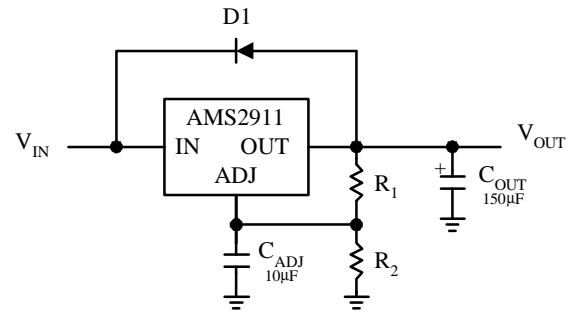 D1
AMS2911
V_IN
IN OUT
V_OUT
ADJ
R_1
+
C_OUT
150µF
C_ADJ
10µF
R_2